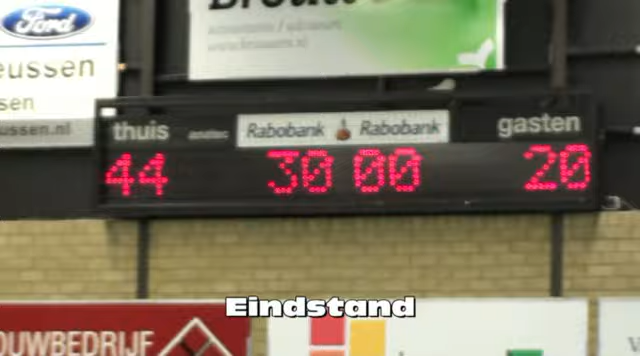 Ford
eussen
sen
ussen.nl
thuis
Rabobank Rabobank
gasten
44
30 00
20
Eindstand
OUWBEDRIJF